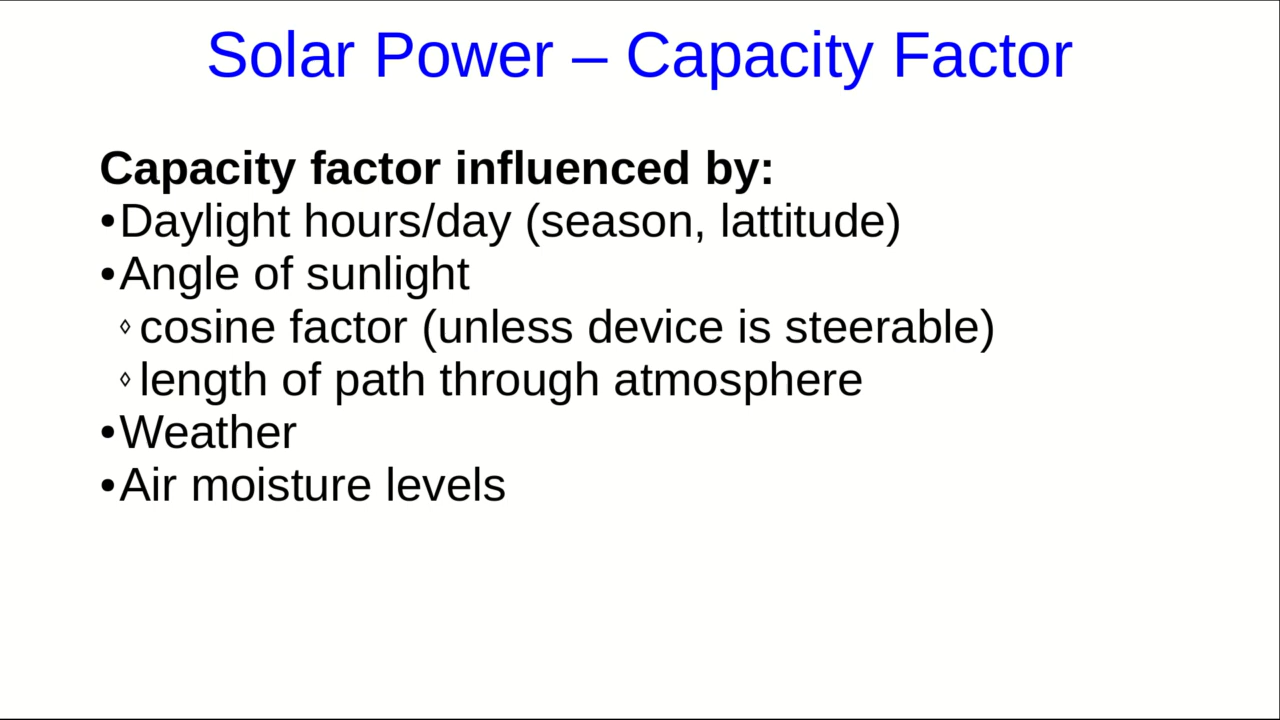 Solar Power – Capacity Factor
Capacity factor influenced by:
•Daylight hours/day (season, lattitude)
•Angle of sunlight
◊cosine factor (unless device is steerable)
◊length of path through atmosphere
•Weather
•Air moisture levels